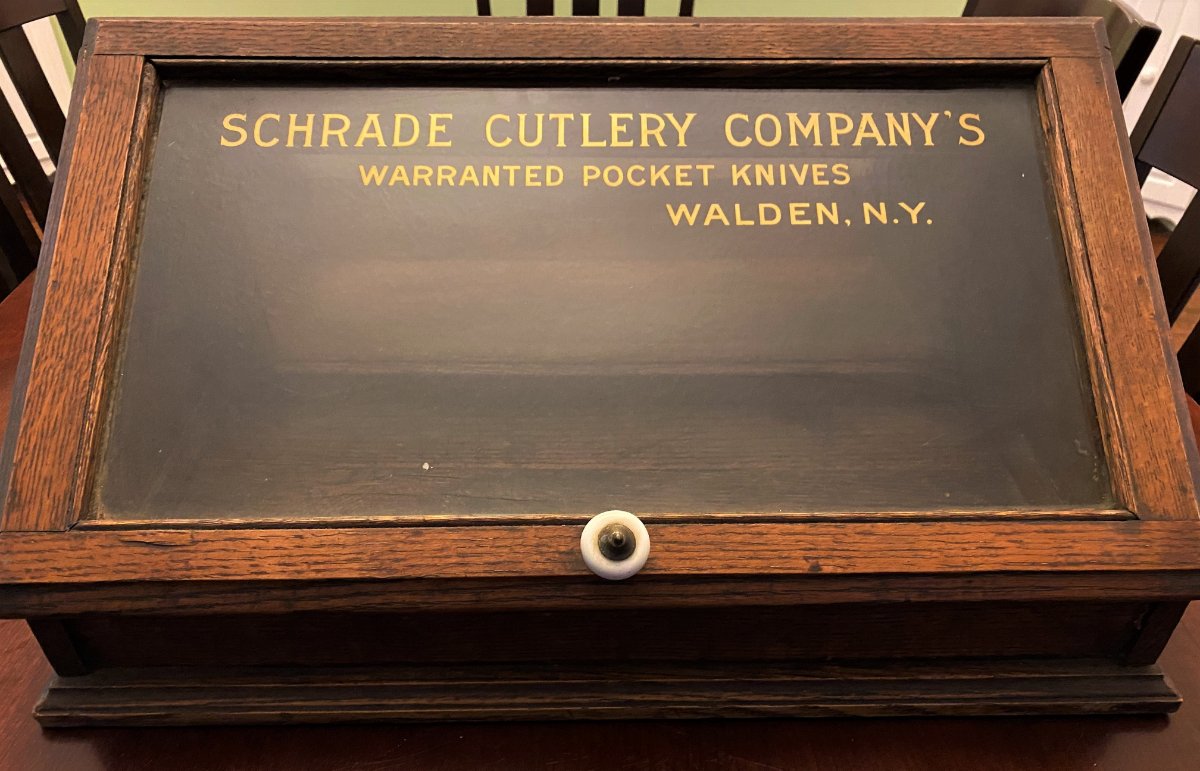 SCHRADE CUTLERY COMPANY'S
WARRANTED POCKET KNIVES
WALDEN, N.Y.